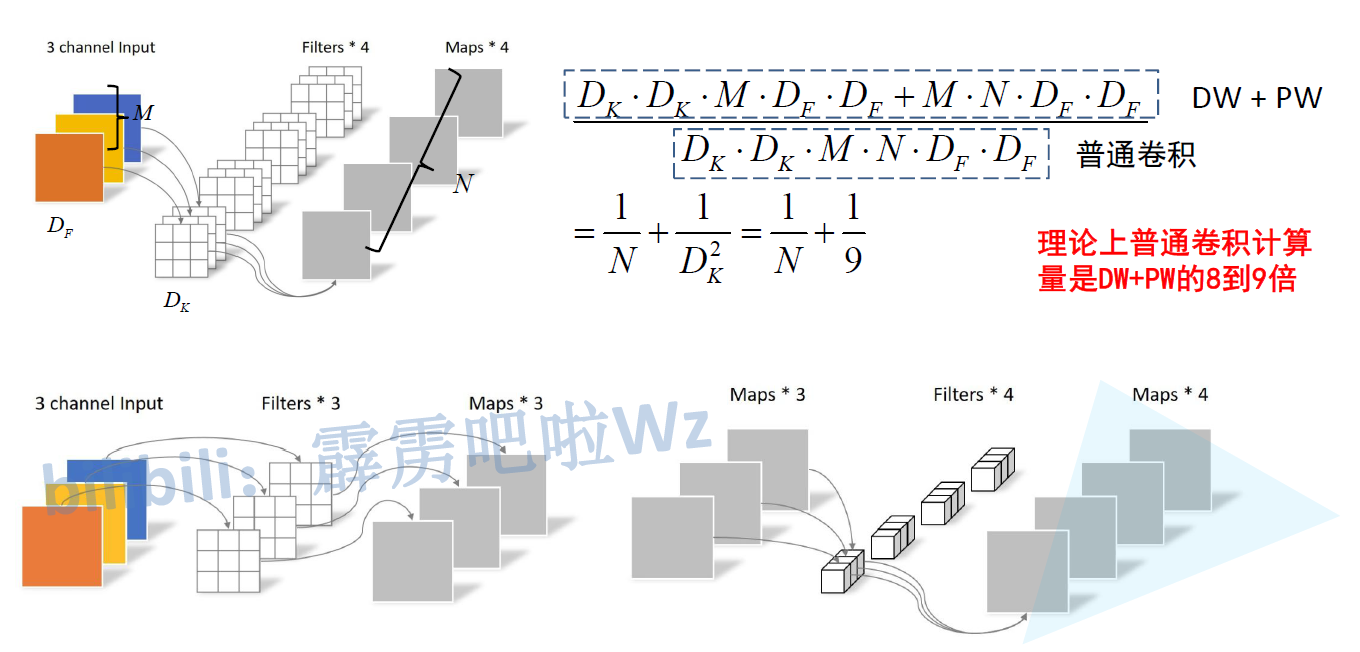 3 channel Input
Filters * 4
Maps * 4
M
N
D_F
D_K
D_K · D_K · M · D_F · D_F + M · N · D_F · D_F
DW + PW
D_K · D_K · M · N · D_F · D_F
普通卷积
= 1/N + 1/D_K^2 = 1/N + 1/9
理论上普通卷积计算
量是DW+PW的8到9倍
3 channel Input
Filters * 3
Maps * 3
Maps * 3
Filters * 4
Maps * 4
bilibili: 霹雳吧啦Wz